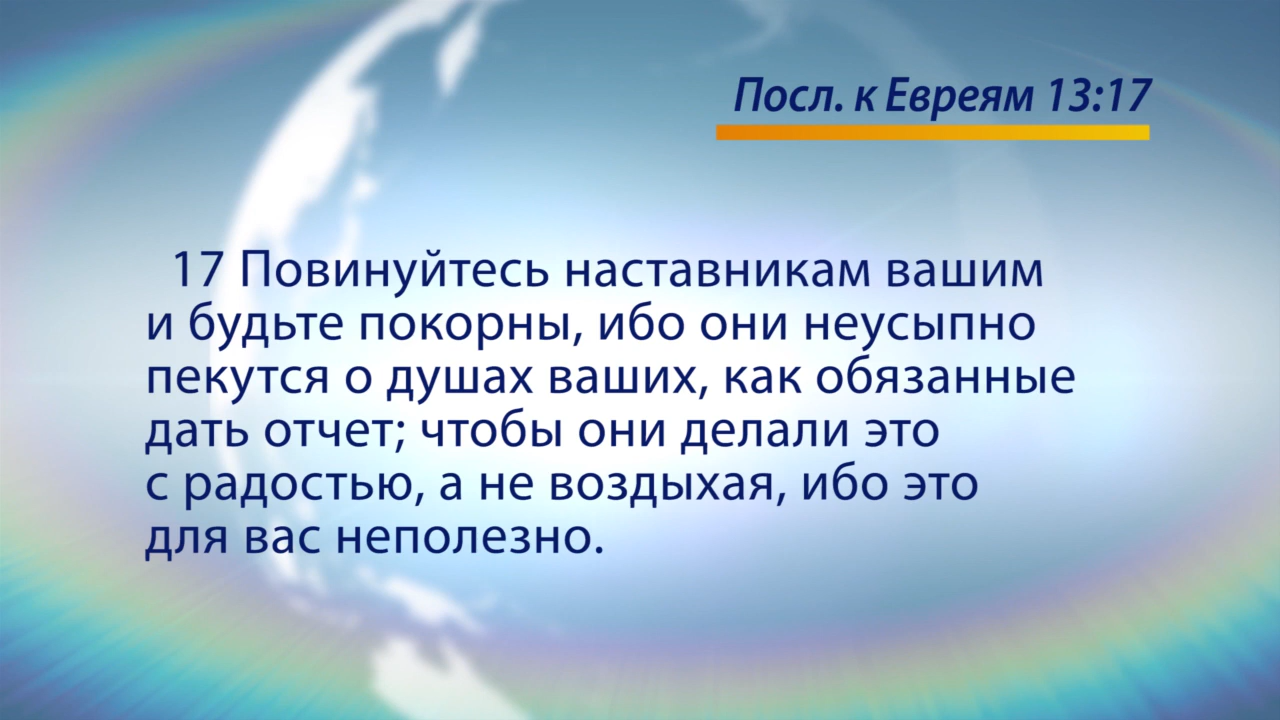 Посл. к Евреям 13:17
17 Повинуйтесь наставникам вашим
и будьте покорны, ибо они неусыпно
пекутся о душах ваших, как обязанные
дать отчет; чтобы они делали это
с радостью, а не воздыхая, ибо это
для вас неполезно.